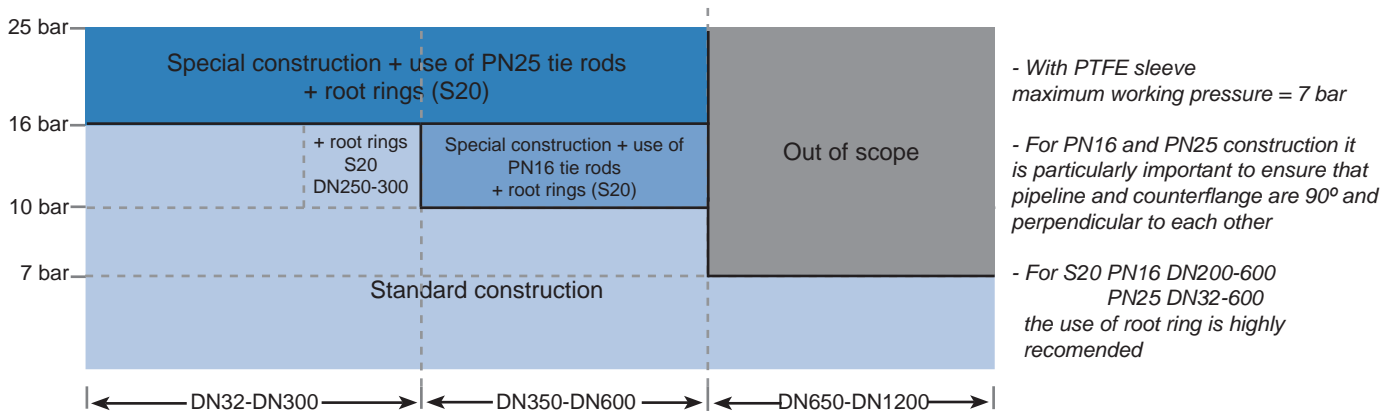 25 bar
16 bar
10 bar
7 bar
Special construction + use of PN25 tie rods
+ root rings (S20)
+ root rings
S20
DN250-300
Special construction + use of
PN16 tie rods
+ root rings (S20)
Out of scope
Standard construction
DN32-DN300
DN350-DN600
DN650-DN1200
- With PTFE sleeve
maximum working pressure = 7 bar
- For PN16 and PN25 construction it
is particularly important to ensure that
pipeline and counterflange are 90º and
perpendicular to each other
- For S20 PN16 DN200-600
PN25 DN32-600
the use of root ring is highly
recomended